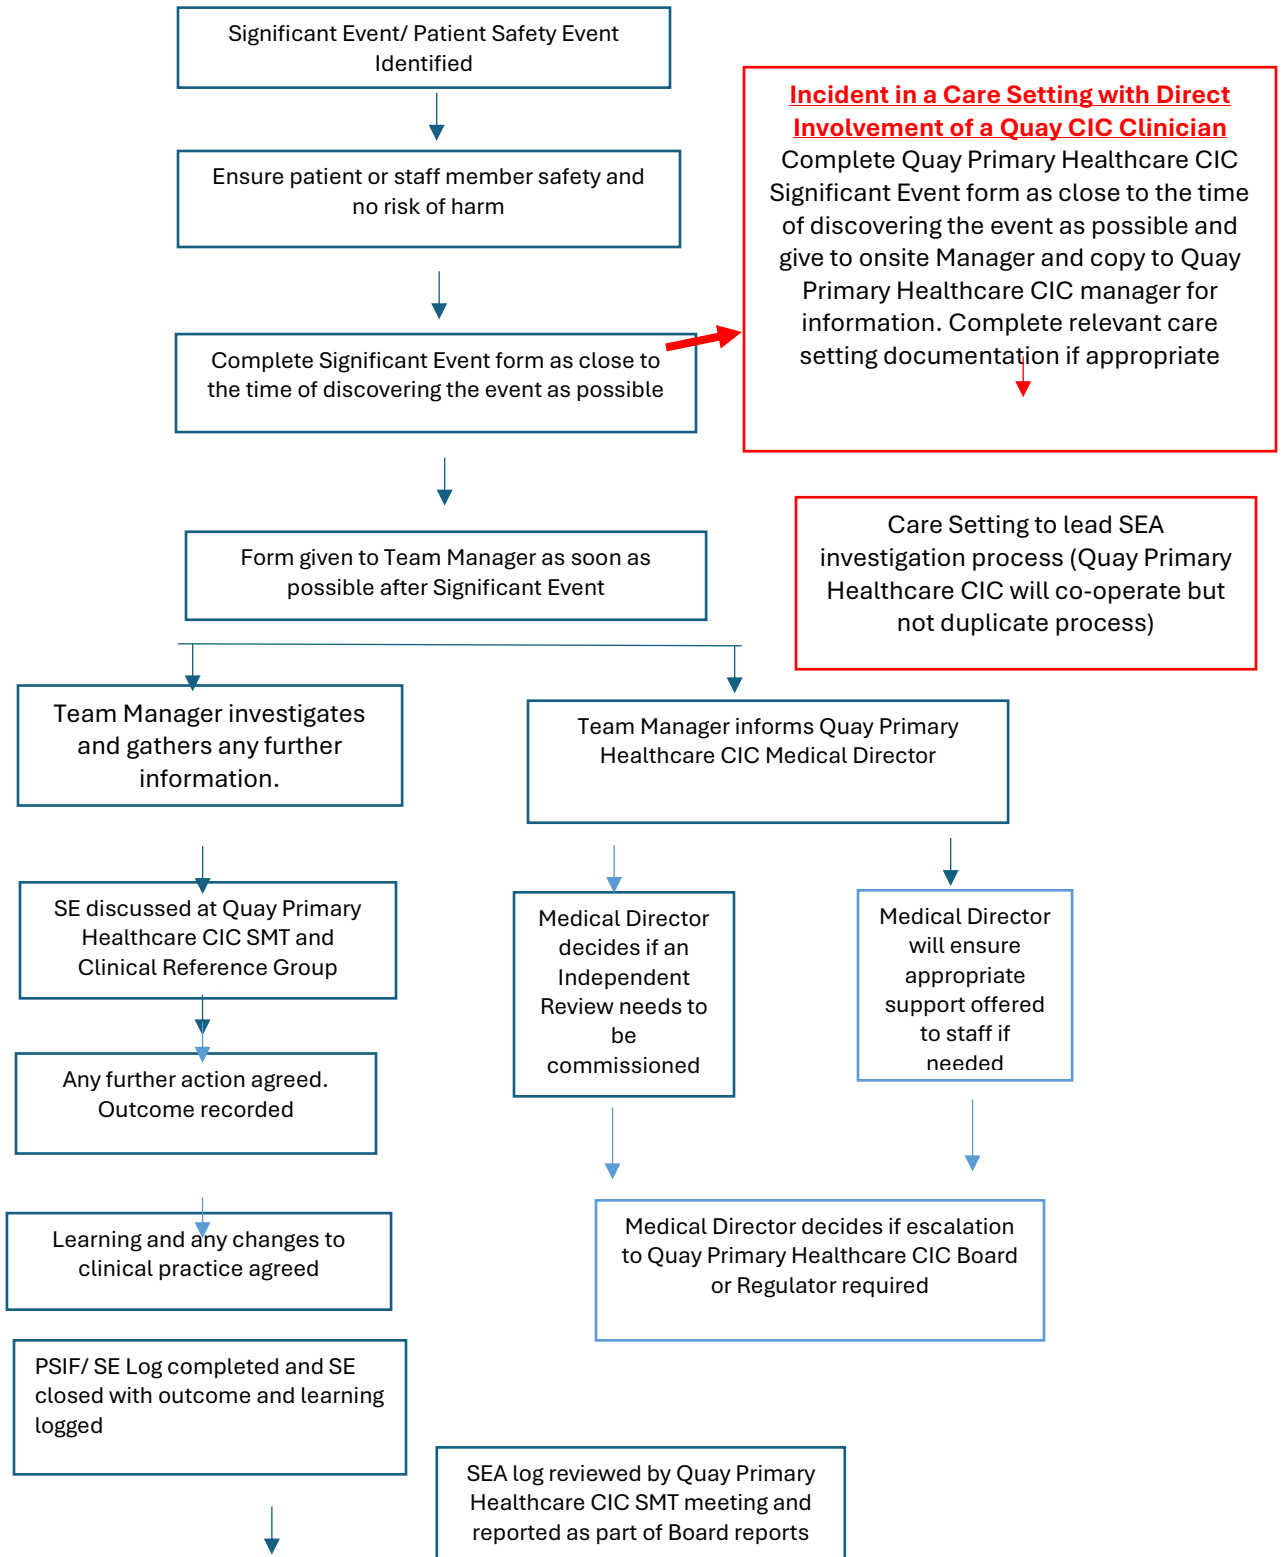 Significant Event/ Patient Safety Event
Identified
Incident in a Care Setting with Direct
Involvement of a Quay CIC Clinician
Complete Quay Primary Healthcare CIC
Significant Event form as close to the time
of discovering the event as possible and
give to onsite Manager and copy to Quay
Primary Healthcare CIC manager for
information. Complete relevant care
setting documentation if appropriate
Ensure patient or staff member safety and
no risk of harm
Complete Significant Event form as close to
the time of discovering the event as possible
Form given to Team Manager as soon as
possible after Significant Event
Care Setting to lead SEA
investigation process (Quay Primary
Healthcare CIC will co-operate but
not duplicate process)
Team Manager investigates
and gathers any further
information.
Team Manager informs Quay Primary
Healthcare CIC Medical Director
SE discussed at Quay Primary
Healthcare CIC SMT and
Clinical Reference Group
Medical Director
decides if an
Independent
Review needs to
be
commissioned
Medical Director
will ensure
appropriate
support offered
to staff if
needed
Any further action agreed.
Outcome recorded
Learning and any changes to
clinical practice agreed
Medical Director decides if escalation
to Quay Primary Healthcare CIC Board
or Regulator required
PSIF/ SE Log completed and SE
closed with outcome and learning
logged
SEA log reviewed by Quay Primary
Healthcare CIC SMT meeting and
reported as part of Board reports